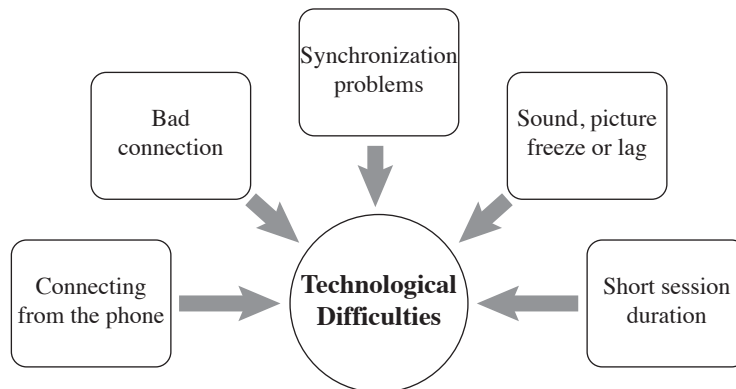 Synchronization
problems
Bad
connection
Sound, picture
freeze or lag
Connecting
from the phone
Technological
Difficulties
Short session
duration